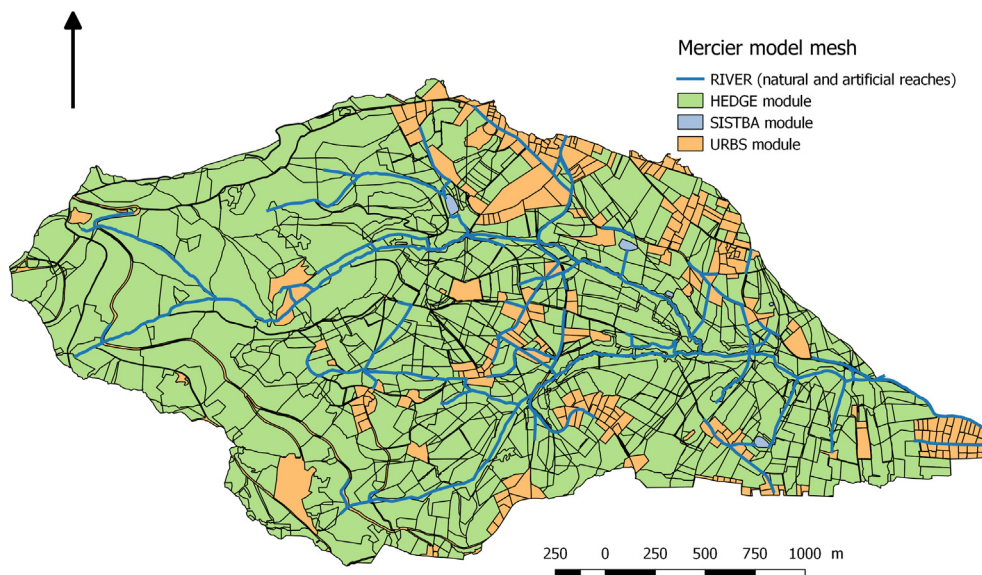 Mercier model mesh
RIVER (natural and artificial reaches)
HEDGE module
SISTBA module
URBS module
250 0 250 500 750 1000 m